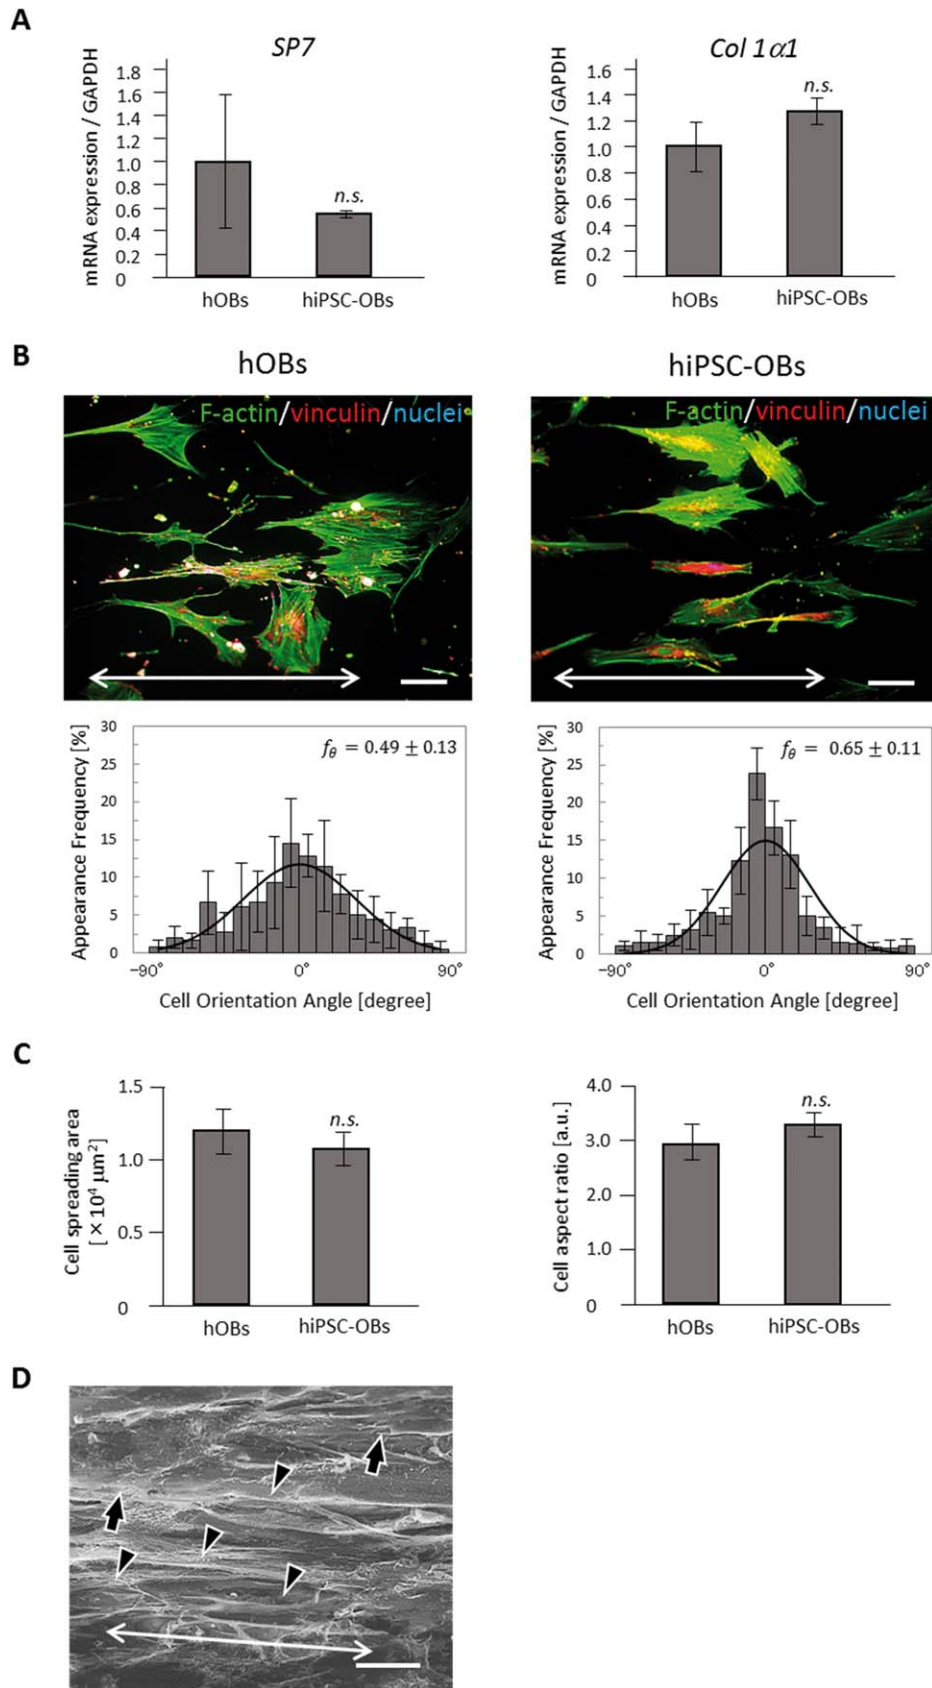 A
SP7
mRNA expression / GAPDH
1.8
1.6
1.4
1.2
1.0
0.8
0.6
0.4
0.2
0
n.s.
hOBs
hiPSC-OBs
Col 1α1
mRNA expression / GAPDH
1.6
1.4
1.2
1.0
0.8
0.6
0.4
0.2
0
n.s.
hOBs
hiPSC-OBs
B
hOBs
F-actin/vinculin/nuclei
hiPSC-OBs
F-actin/vinculin/nuclei
Appearance Frequency [%]
30
25
20
15
10
5
0
fθ = 0.49 ± 0.13
−90° 0° 90°
Cell Orientation Angle [degree]
Appearance Frequency [%]
30
25
20
15
10
5
0
fθ = 0.65 ± 0.11
−90° 0° 90°
Cell Orientation Angle [degree]
C
Cell spreading area
[ ×10⁴ μm²]
1.5
1.0
0.5
0
n.s.
hOBs
hiPSC-OBs
Cell aspect ratio [a.u.]
4.0
3.0
2.0
1.0
0
n.s.
hOBs
hiPSC-OBs
D